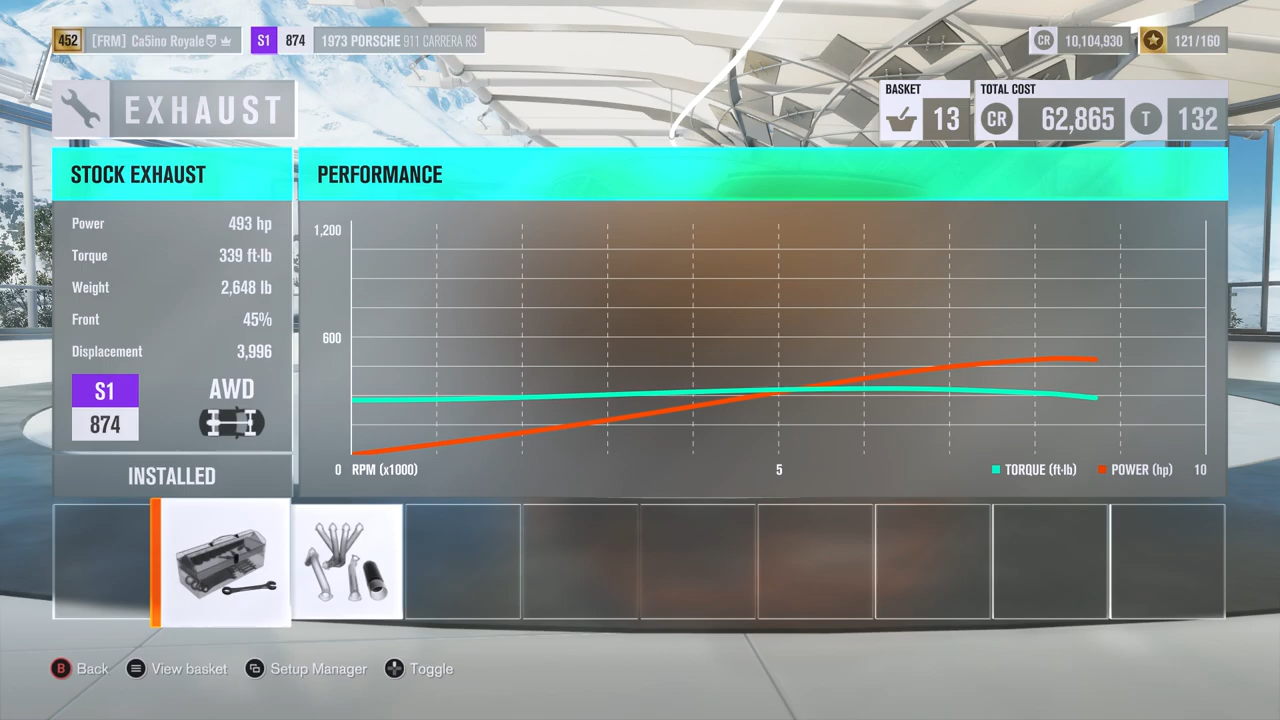 452 [FRM] Ca5ino Royale S1 874 1973 PORSCHE 911 CARRERA RS CR 10,104,930 121/160
EXHAUST
BASKET TOTAL COST
13 CR 62,865 T 132
STOCK EXHAUST
Power 493 hp
Torque 339 ft·lb
Weight 2,648 lb
Front 45%
Displacement 3,996
S1 AWD
874
INSTALLED
PERFORMANCE
1,200
600
0 RPM (x1000) 5 TORQUE (ft·lb) POWER (hp) 10
B Back View basket Setup Manager Toggle